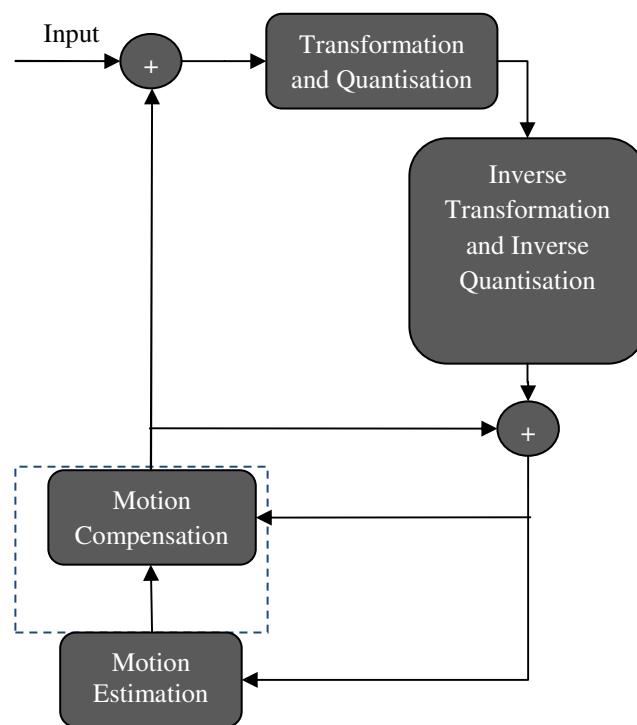 Input
+
Transformation
and Quantisation
Inverse
Transformation
and Inverse
Quantisation
+
Motion
Compensation
Motion
Estimation